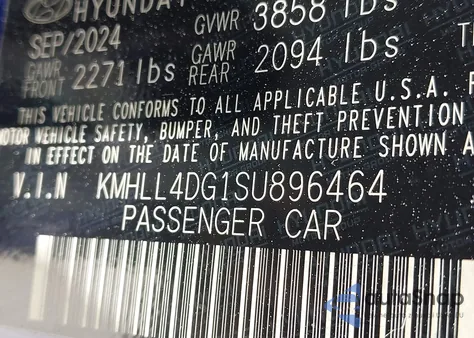 HYUNDAI
GVWR 3858 lbs
SEP/2024
GAWR FRONT 2271 lbs GAWR REAR 2094 lbs
THIS VEHICLE CONFORMS TO ALL APPLICABLE U.S.A.
MOTOR VEHICLE SAFETY, BUMPER, AND THEFT PREVENTION
IN EFFECT ON THE DATE OF MANUFACTURE SHOWN
V.I.N KMHLL4DG1SU896464
PASSENGER CAR
autoShop